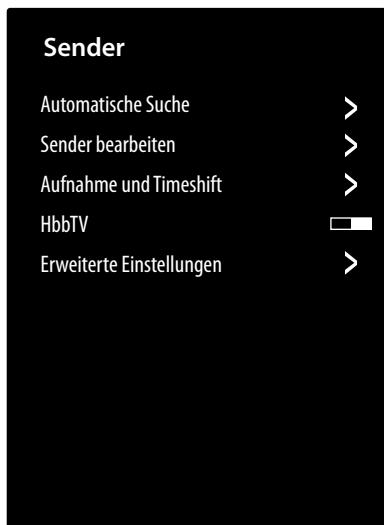 Sender
Automatische Suche
Sender bearbeiten
Aufnahme und Timeshift
HbbTV
Erweiterte Einstellungen